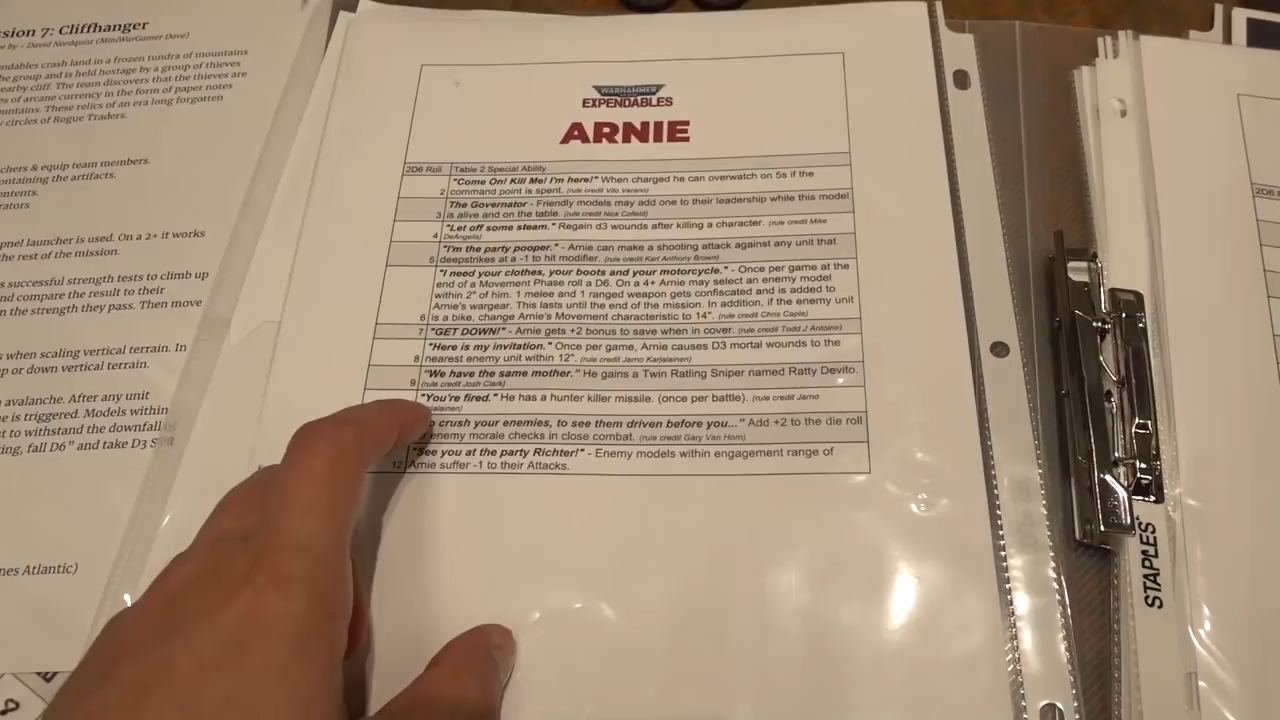 ssion 7: Cliffhanger
e by – David Nordquist (MiniWarGamer Dave)
endables crash land in a frozen tundra of mountains
he group and is held hostage by a group of thieves
earby cliff. The team discovers that the thieves are
es of arcane currency in the form of paper notes
ountains. These relics of an era long forgotten
y circles of Rogue Traders.
chers & equip team members.
ontaining the artifacts.
ontents.
rators
pnel launcher is used. On a 2+ it works
the rest of the mission.
s successful strength tests to climb up
nd compare the result to their
n the strength they pass. Then move
s when scaling vertical terrain. In
p or down vertical terrain.
avalanche. After any unit
e is triggered. Models within
st to withstand the downfall
ing, fall D6" and take D3 S
nes Atlantic)
WARHAMMER
EXPENDABLES
ARNIE
2D6 Roll Table 2 Special Ability
"Come On! Kill Me! I'm here!" When charged he can overwatch on 5s if the
2 command point is spent. (rule credit Vito Verano)
The Governator - Friendly models may add one to their leadership while this model
3 is alive and on the table. (rule credit Nick Cofield)
"Let off some steam." Regain d3 wounds after killing a character. (rule credit Mike
4 DeAngelis)
"I'm the party pooper." - Arnie can make a shooting attack against any unit that
5 deepstrikes at a -1 to hit modifier. (rule credit Karl Anthony Brown)
"I need your clothes, your boots and your motorcycle." - Once per game at the
end of a Movement Phase roll a D6. On a 4+ Arnie may select an enemy model
within 2" of him. 1 melee and 1 ranged weapon gets confiscated and is added to
Arnie's wargear. This lasts until the end of the mission. In addition, if the enemy unit
6 is a bike, change Arnie's Movement characteristic to 14". (rule credit Chris Caple)
7 "GET DOWN!" - Arnie gets +2 bonus to save when in cover. (rule credit Todd J Antoine)
"Here is my invitation." Once per game, Arnie causes D3 mortal wounds to the
8 nearest enemy unit within 12". (rule credit Jarno Karjalainen)
"We have the same mother." He gains a Twin Ratling Sniper named Ratty Devito.
9 (rule credit Josh Clark)
"You're fired." He has a hunter killer missile. (once per battle). (rule credit Jarno
jalainen)
o crush your enemies, to see them driven before you..." Add +2 to the die roll
enemy morale checks in close combat. (rule credit Gary Van Horn)
"See you at the party Richter!" - Enemy models within engagement range of
12 Arnie suffer -1 to their Attacks.
STAPLES
2D6